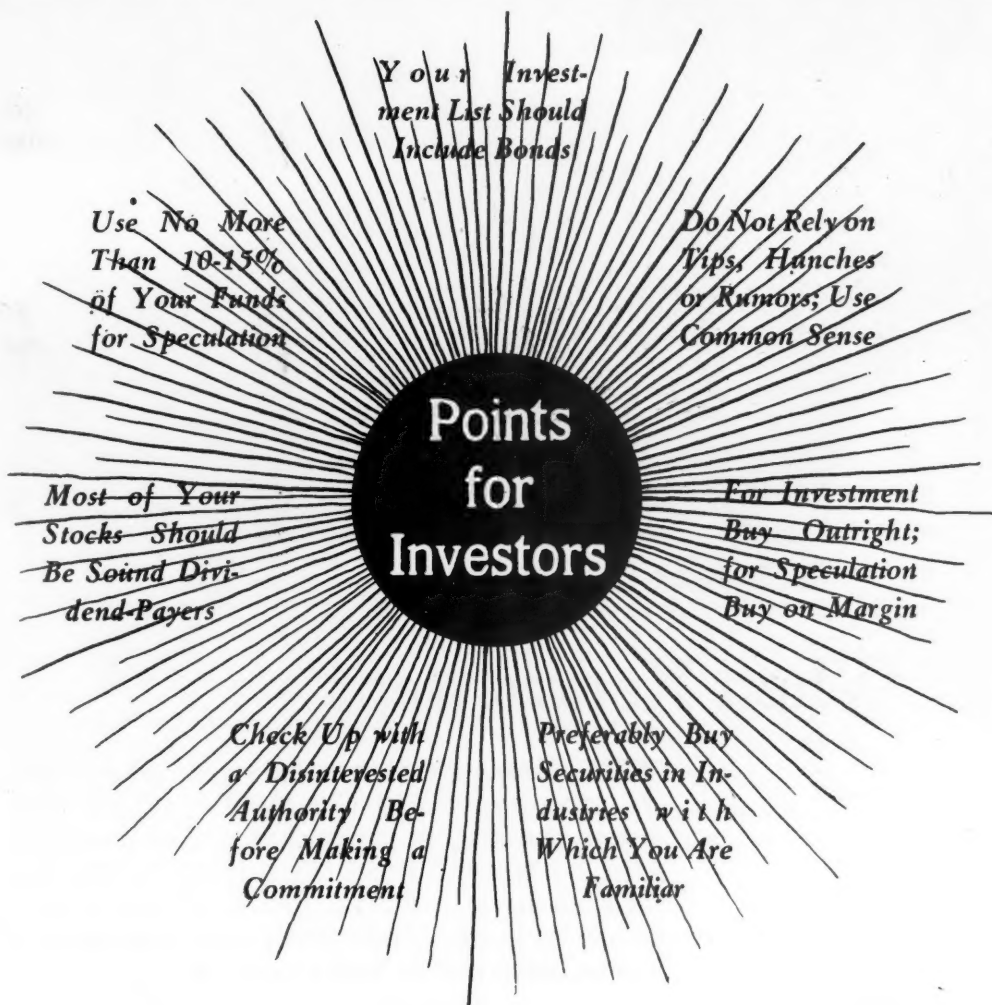 Your Invest-
ment List Should
Include Bonds
Use No More
Than 10-15%
of Your Funds
for Speculation
Do Not Rely on
Tips, Hunches
or Rumors; Use
Common Sense
Points
for
Investors
Most of Your
Stocks Should
Be Sound Divi-
dend-Payers
For Investment
Buy Outright;
for Speculation
Buy on Margin
Check Up with
a Disinterested
Authority Be-
fore Making a
Commitment
Preferably Buy
Securities in In-
dustries with
Which You Are
Familiar